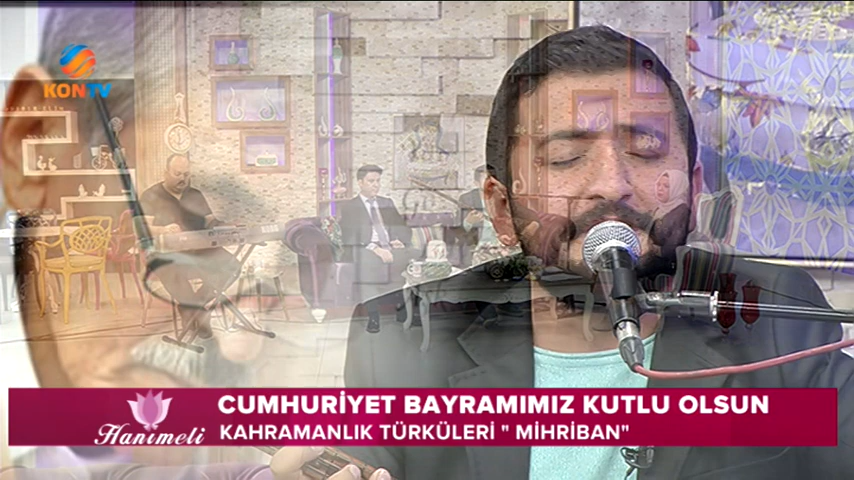 KONTV
CUMHURİYET BAYRAMIMIZ KUTLU OLSUN
Hanımeli
KAHRAMANLIK TÜRKÜLERİ " MİHRİBAN"